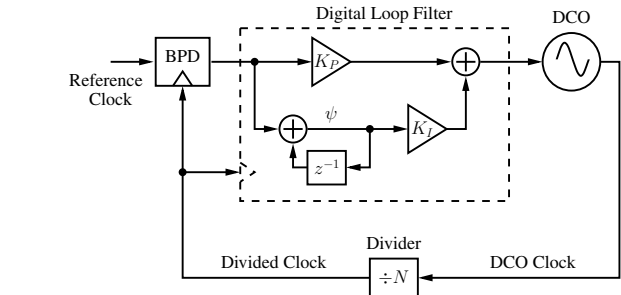 Digital Loop Filter
DCO
BPD
K_P
Reference
Clock
ψ
K_I
z^{-1}
Divider
Divided Clock
DCO Clock
÷N